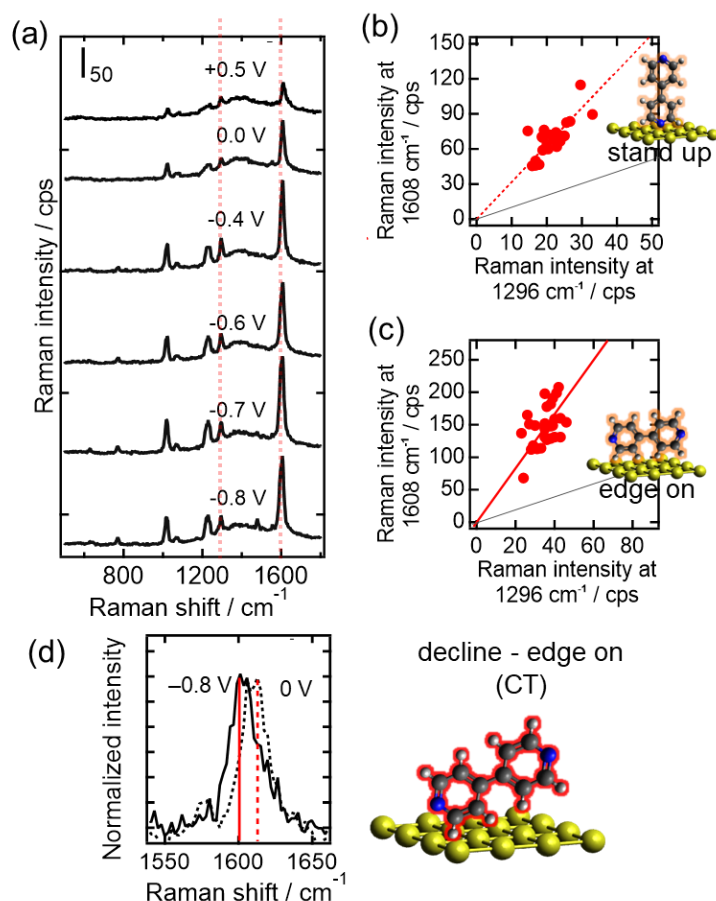 (a)
50
+0.5 V
0.0 V
-0.4 V
-0.6 V
-0.7 V
-0.8 V
Raman intensity / cps
800 1200 1600
Raman shift / cm-1
(b)
150
120
90
60
30
0
Raman intensity at
1608 cm-1 / cps
0 10 20 30 40 50
Raman intensity at
1296 cm-1 / cps
stand up
(c)
250
200
150
100
50
0
Raman intensity at
1608 cm-1 / cps
0 20 40 60 80
Raman intensity at
1296 cm-1 / cps
edge on
(d)
Normalized intensity
–0.8 V 0 V
1550 1600 1650
Raman shift / cm-1
decline - edge on
(CT)